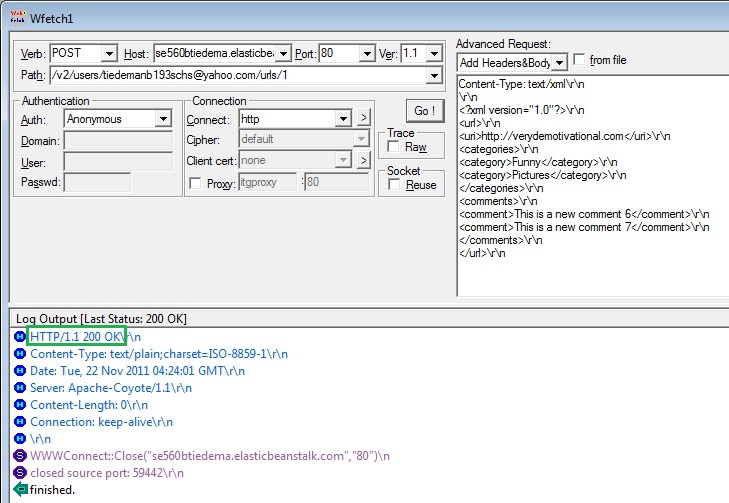 Wfetch1
Verb: POST Host: se560btiedema.elasticbea Port: 80 Ver: 1.1
Path: /v2/users/tiedemanb193schs@yahoo.com/urls/1
Authentication
Auth: Anonymous
Domain:
User:
Passwd:
Connection
Connect: http >
Cipher: default
Client cert: none >
Proxy: itgproxy : 80
Go !
Trace
Raw
Socket
Reuse
Advanced Request:
Add Headers&Body from file
Content-Type: text/xml\r\n
\r\n
<?xml version="1.0"?>\r\n
<url>\r\n
<uri>http://verydemotivational.com</uri>\r\n
<categories>\r\n
<category>Funny</category>\r\n
<category>Pictures</category>\r\n
</categories>\r\n
<comments>\r\n
<comment>This is a new comment 6</comment>\r\n
<comment>This is a new comment 7</comment>\r\n
</comments>\r\n
</url>\r\n
Log Output [Last Status: 200 OK]
HTTP/1.1 200 OK\r\n
Content-Type: text/plain;charset=ISO-8859-1\r\n
Date: Tue, 22 Nov 2011 04:24:01 GMT\r\n
Server: Apache-Coyote/1.1\r\n
Content-Length: 0\r\n
Connection: keep-alive\r\n
\r\n
WWWConnect::Close("se560btiedema.elasticbeanstalk.com","80")\n
closed source port: 59442\r\n
finished.